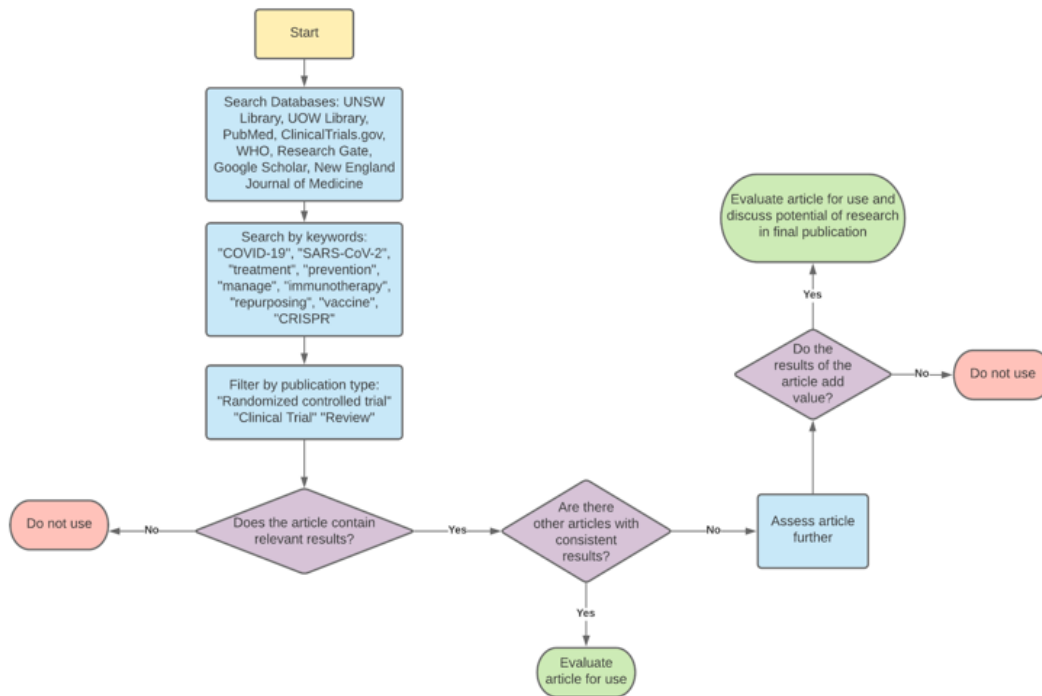 Start
Search Databases: UNSW
Library, UOW Library,
PubMed, ClinicalTrials.gov,
WHO, Research Gate,
Google Scholar, New England
Journal of Medicine
Search by keywords:
"COVID-19", "SARS-CoV-2",
"treatment", "prevention",
"manage", "immunotherapy",
"repurposing", "vaccine",
"CRISPR"
Filter by publication type:
"Randomized controlled trial"
"Clinical Trial" "Review"
Does the article contain
relevant results?
No
Do not use
Yes
Are there
other articles with
consistent
results?
Yes
Evaluate
article for use
No
Assess article
further
Do the
results of the
article add
value?
No
Do not use
Yes
Evaluate article for use and
discuss potential of research
in final publication